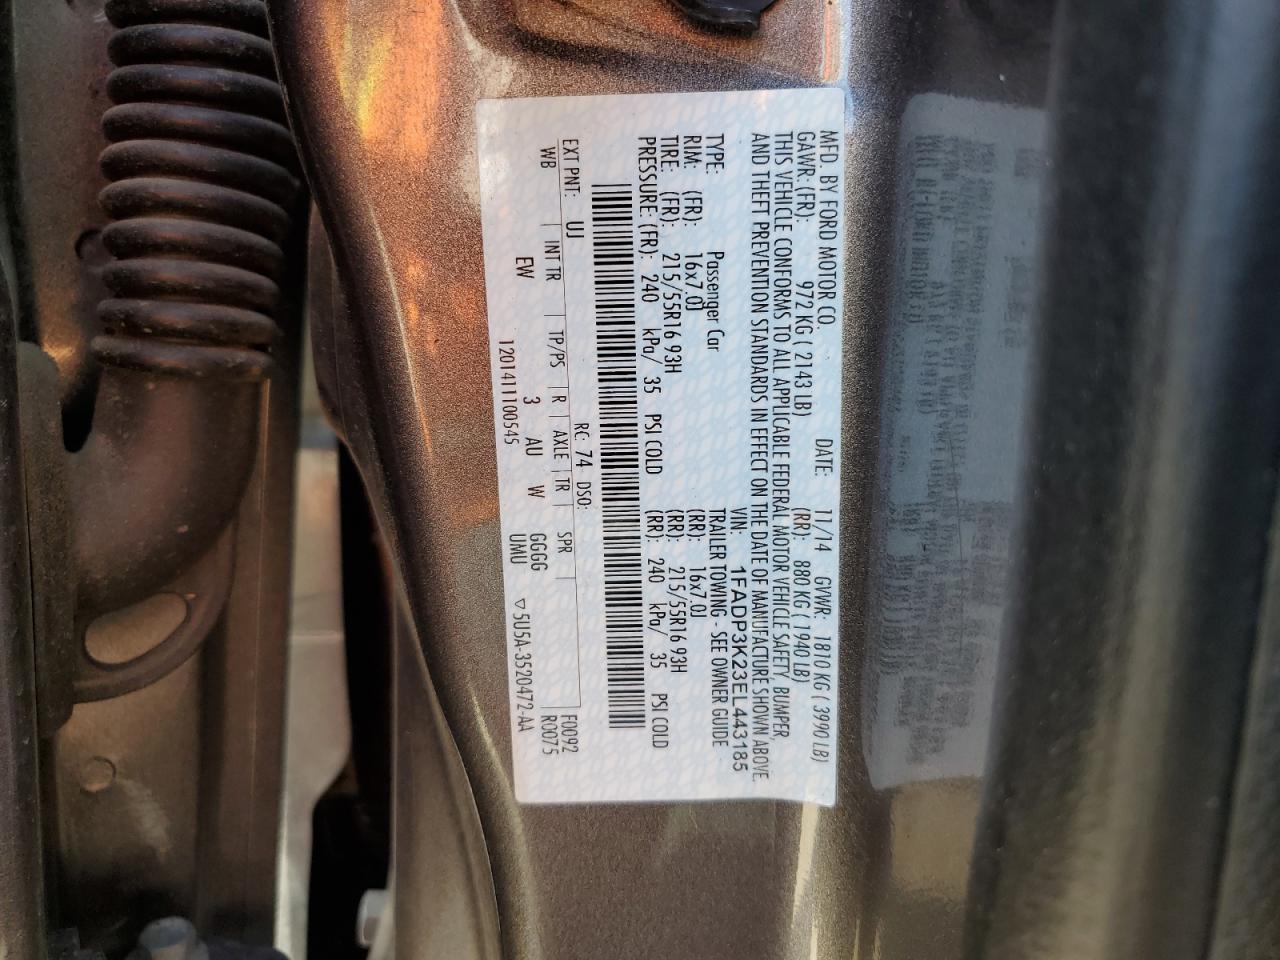 MFD. BY FORD MOTOR CO. DATE: 11/14 GVWR: 1810 KG ( 3990 LB)
GAWR: (FR): 972 KG ( 2143 LB) (RR): 880 KG ( 1940 LB)
THIS VEHICLE CONFORMS TO ALL APPLICABLE FEDERAL MOTOR VEHICLE SAFETY, BUMPER,
AND THEFT PREVENTION STANDARDS IN EFFECT ON THE DATE OF MANUFACTURE SHOWN ABOVE.
VIN: 1FADP3K23EL443185
TYPE: Passenger Car TRAILER TOWING - SEE OWNER GUIDE
RIM: (FR): 16x7.0J (RR): 16x7.0J
TIRE: (FR): 215/55R16 93H (RR): 215/55R16 93H
PRESSURE: (FR): 240 kPa/ 35 PSI COLD (RR): 240 kPa/ 35 PSI COLD
RC: 74 DSO:
EXT PNT: UJ F0092
WB INT TR TP/PS R AXLE TR SPR R0075
EW 3 AU W GGGG
UMU ▽5U5A-3520472-AA
1201411100545